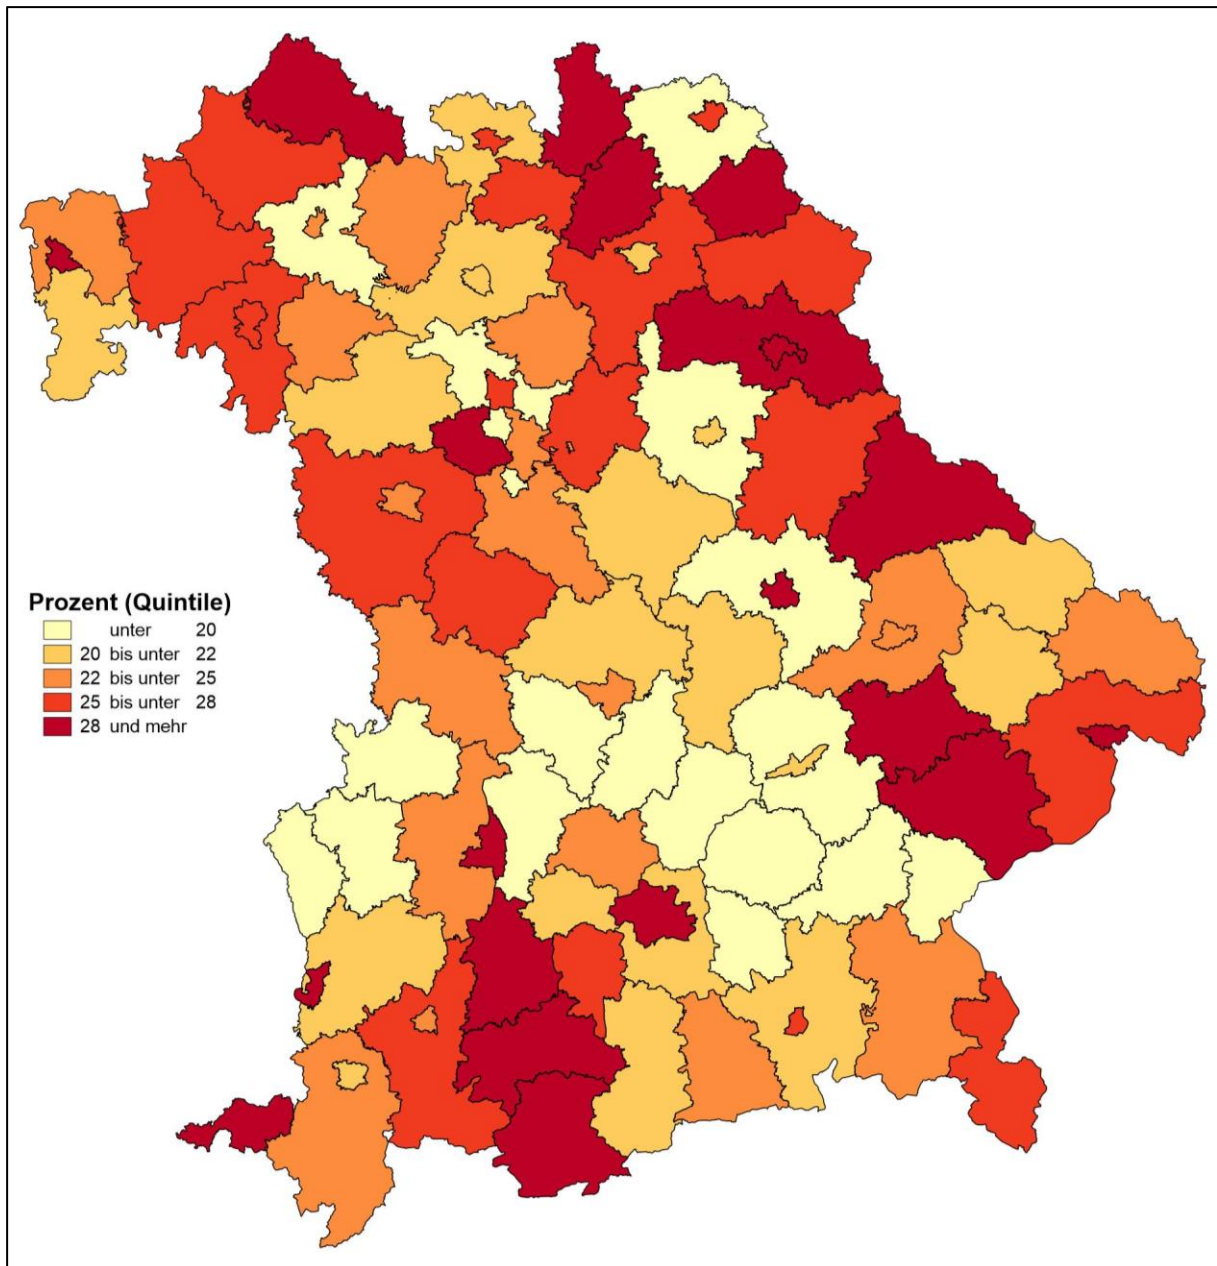 Prozent (Quintile)
unter 20
20 bis unter 22
22 bis unter 25
25 bis unter 28
28 und mehr